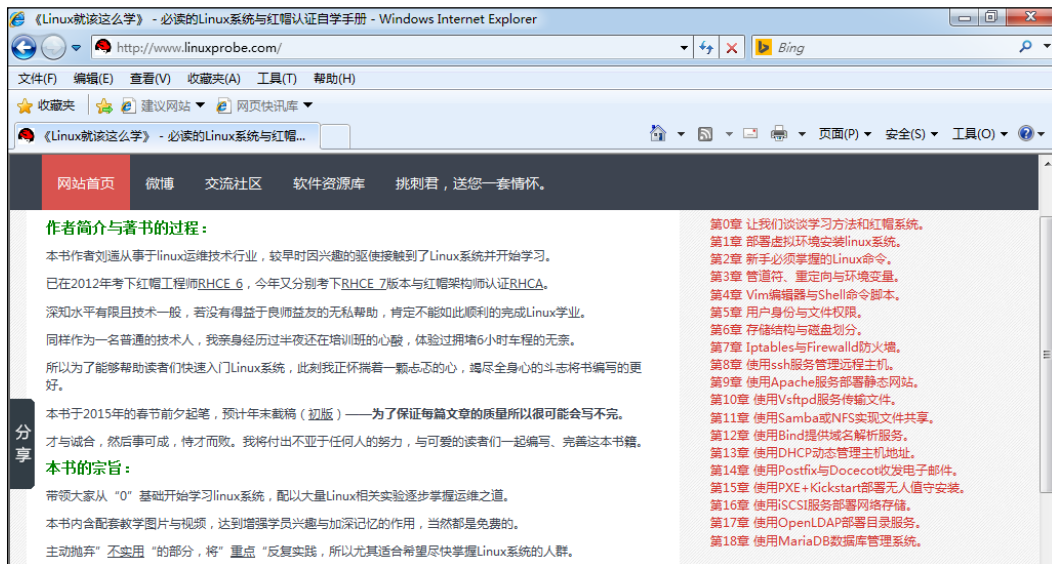 《Linux就该这么学》 - 必读的Linux系统与红帽认证自学手册 - Windows Internet Explorer
http://www.linuxprobe.com/
Bing
文件(F) 编辑(E) 查看(V) 收藏夹(A) 工具(T) 帮助(H)
收藏夹 建议网站 网页快讯库
《Linux就该这么学》 - 必读的Linux系统与红帽... 页面(P) 安全(S) 工具(O)
网站首页 微博 交流社区 软件资源库 挑刺君，送您一套情怀。
作者简介与著书的过程：
本书作者刘遄从事于linux运维技术行业，较早时因兴趣的驱使接触到了Linux系统并开始学习。
已在2012年考下红帽工程师RHCE 6，今年又分别考下RHCE 7版本与红帽架构师认证RHCA。
深知水平有限且技术一般，若没有得益于良师益友的无私帮助，肯定不能如此顺利的完成Linux学业。
同样作为一名普通的技术人，我亲身经历过半夜还在培训班的心酸，体验过拥堵6小时车程的无奈。
所以为了能够帮助读者们快速入门Linux系统，此刻我正怀揣着一颗忐忑的心，竭尽全身心的斗志将书编写的更
好。
本书于2015年的春节前夕起笔，预计年末截稿（初版）——为了保证每篇文章的质量所以很可能会写不完。
才与诚合，然后事可成，恃才而败。我将付出不亚于任何人的努力，与可爱的读者们一起编写、完善这本书籍。
本书的宗旨：
带领大家从“0”基础开始学习linux系统，配以大量Linux相关实验逐步掌握运维之道。
本书内含配套教学图片与视频，达到增强学员兴趣与加深记忆的作用，当然都是免费的。
主动抛弃”不实用“的部分，将”重点“反复实践，所以尤其适合希望尽快掌握Linux系统的人群。
分
享
第0章 让我们谈谈学习方法和红帽系统。
第1章 部署虚拟环境安装linux系统。
第2章 新手必须掌握的Linux命令。
第3章 管道符、重定向与环境变量。
第4章 Vim编辑器与Shell命令脚本。
第5章 用户身份与文件权限。
第6章 存储结构与磁盘划分。
第7章 Iptables与Firewalld防火墙。
第8章 使用ssh服务管理远程主机。
第9章 使用Apache服务部署静态网站。
第10章 使用Vsftpd服务传输文件。
第11章 使用Samba或NFS实现文件共享。
第12章 使用Bind提供域名解析服务。
第13章 使用DHCP动态管理主机地址。
第14章 使用Postfix与Docecot收发电子邮件。
第15章 使用PXE+Kickstart部署无人值守安装。
第16章 使用iSCSI服务部署网络存储。
第17章 使用OpenLDAP部署目录服务。
第18章 使用MariaDB数据库管理系统。